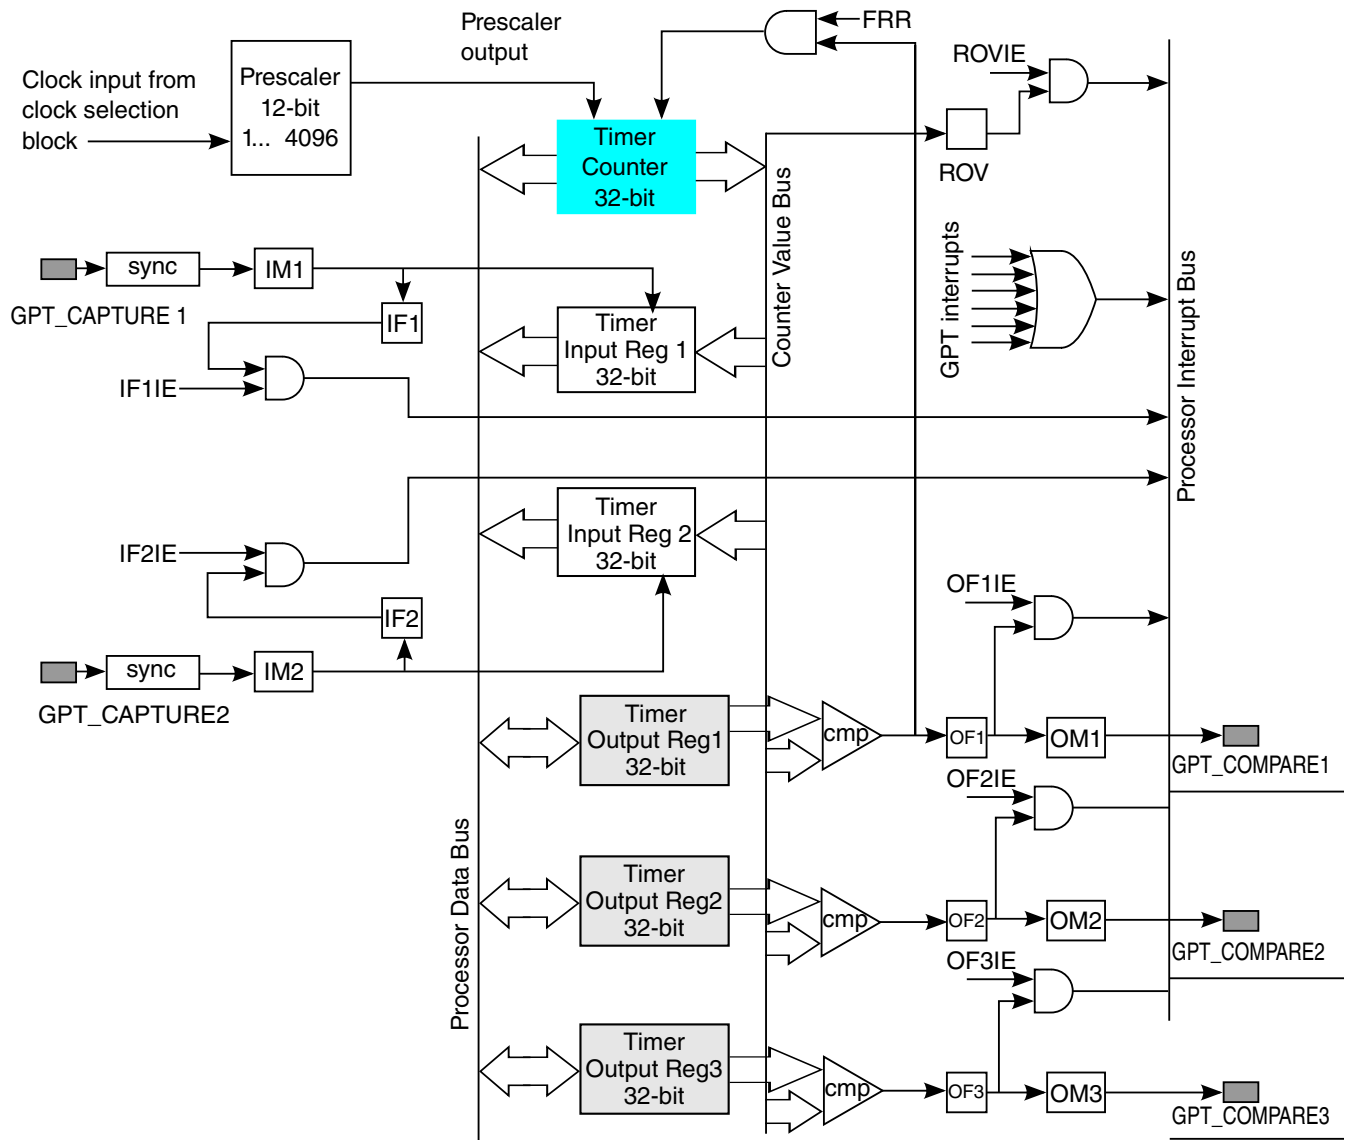 Prescaler
output
FRR
ROVIE
Clock input from
clock selection
block
Prescaler
12-bit
1... 4096
Timer
Counter
32-bit
ROV
Counter Value Bus
GPT interrupts
Processor Interrupt Bus
sync
IM1
GPT_CAPTURE 1
IF1
Timer
Input Reg 1
32-bit
IF1IE
Timer
Input Reg 2
32-bit
IF2IE
IF2
sync
IM2
GPT_CAPTURE2
OF1IE
Timer
Output Reg1
32-bit
cmp
OF1
OM1
GPT_COMPARE1
OF2IE
Processor Data Bus
Timer
Output Reg2
32-bit
cmp
OF2
OM2
GPT_COMPARE2
OF3IE
Timer
Output Reg3
32-bit
cmp
OF3
OM3
GPT_COMPARE3